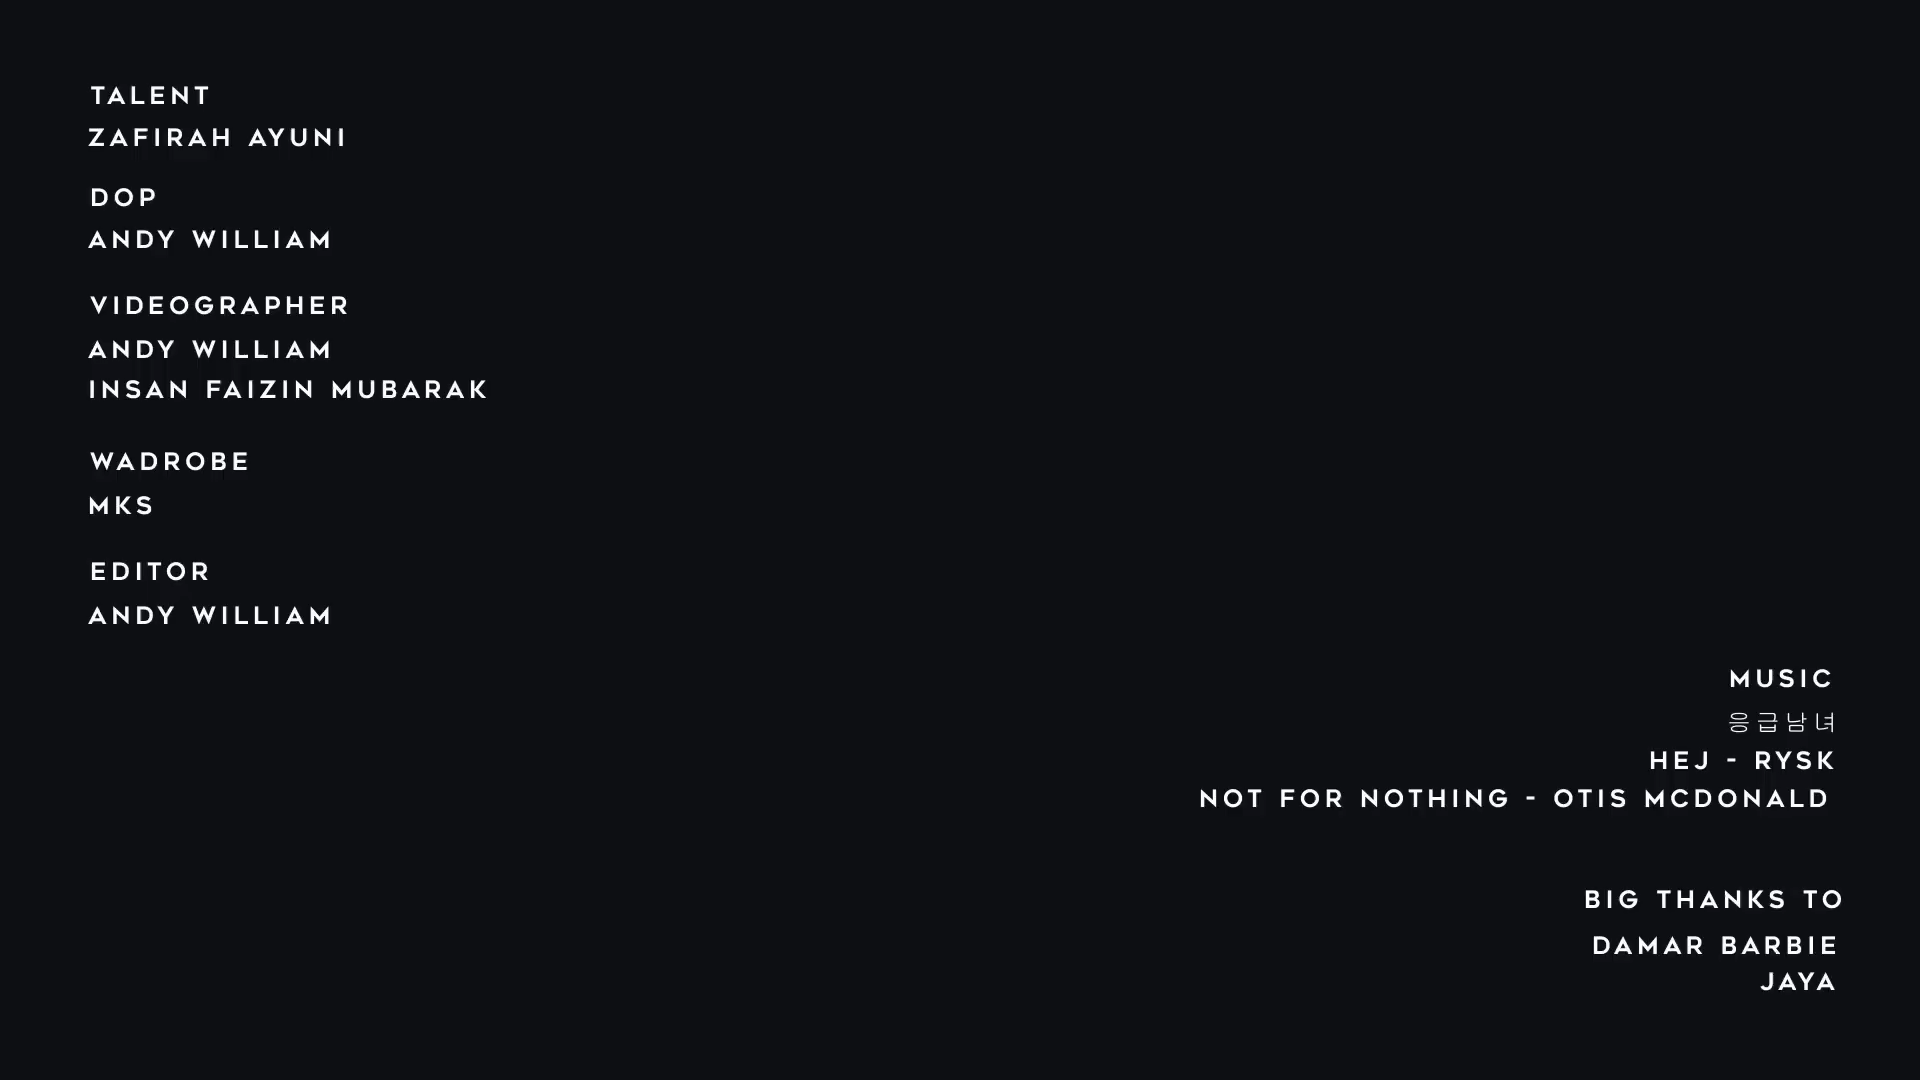 TALENT
ZAFIRAH AYUNI
DOP
ANDY WILLIAM
VIDEOGRAPHER
ANDY WILLIAM
INSAN FAIZIN MUBARAK
WADROBE
MKS
EDITOR
ANDY WILLIAM
MUSIC
응급남녀
HEJ - RYSK
NOT FOR NOTHING - OTIS MCDONALD
BIG THANKS TO
DAMAR BARBIE
JAYA